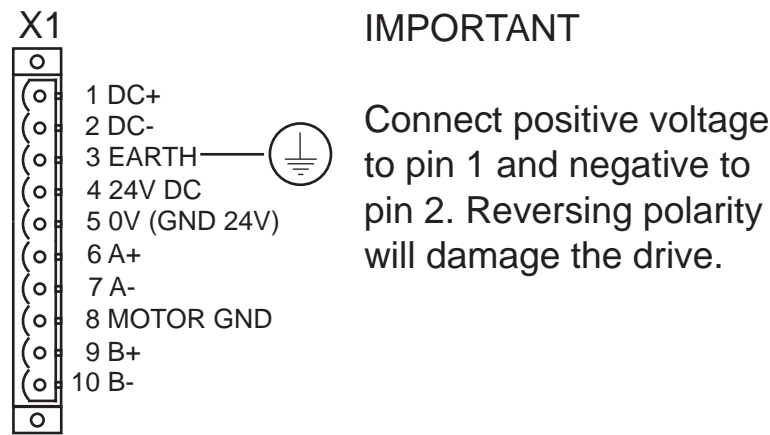 X1
1 DC+
2 DC-
3 EARTH
4 24V DC
5 0V (GND 24V)
6 A+
7 A-
8 MOTOR GND
9 B+
10 B-
IMPORTANT
Connect positive voltage
to pin 1 and negative to
pin 2. Reversing polarity
will damage the drive.